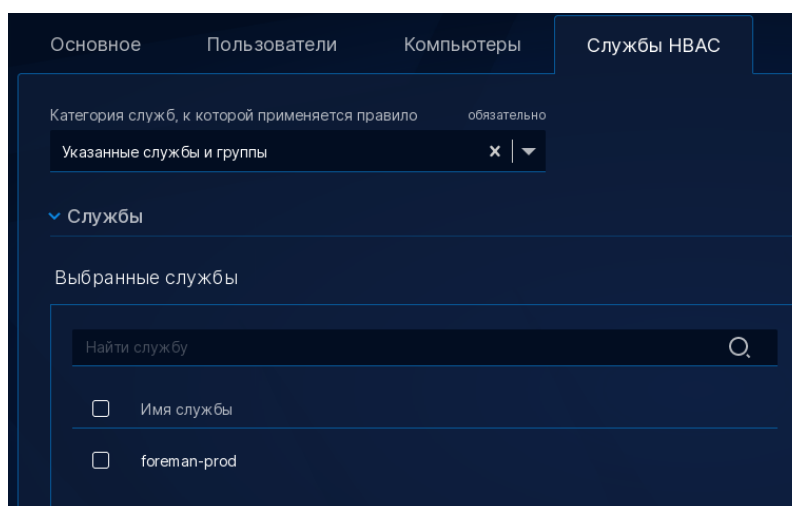 Основное Пользователи Компьютеры Службы HBAC
Категория служб, к которой применяется правило обязательно
Указанные службы и группы
Службы
Выбранные службы
Найти службу
Имя службы
foreman-prod